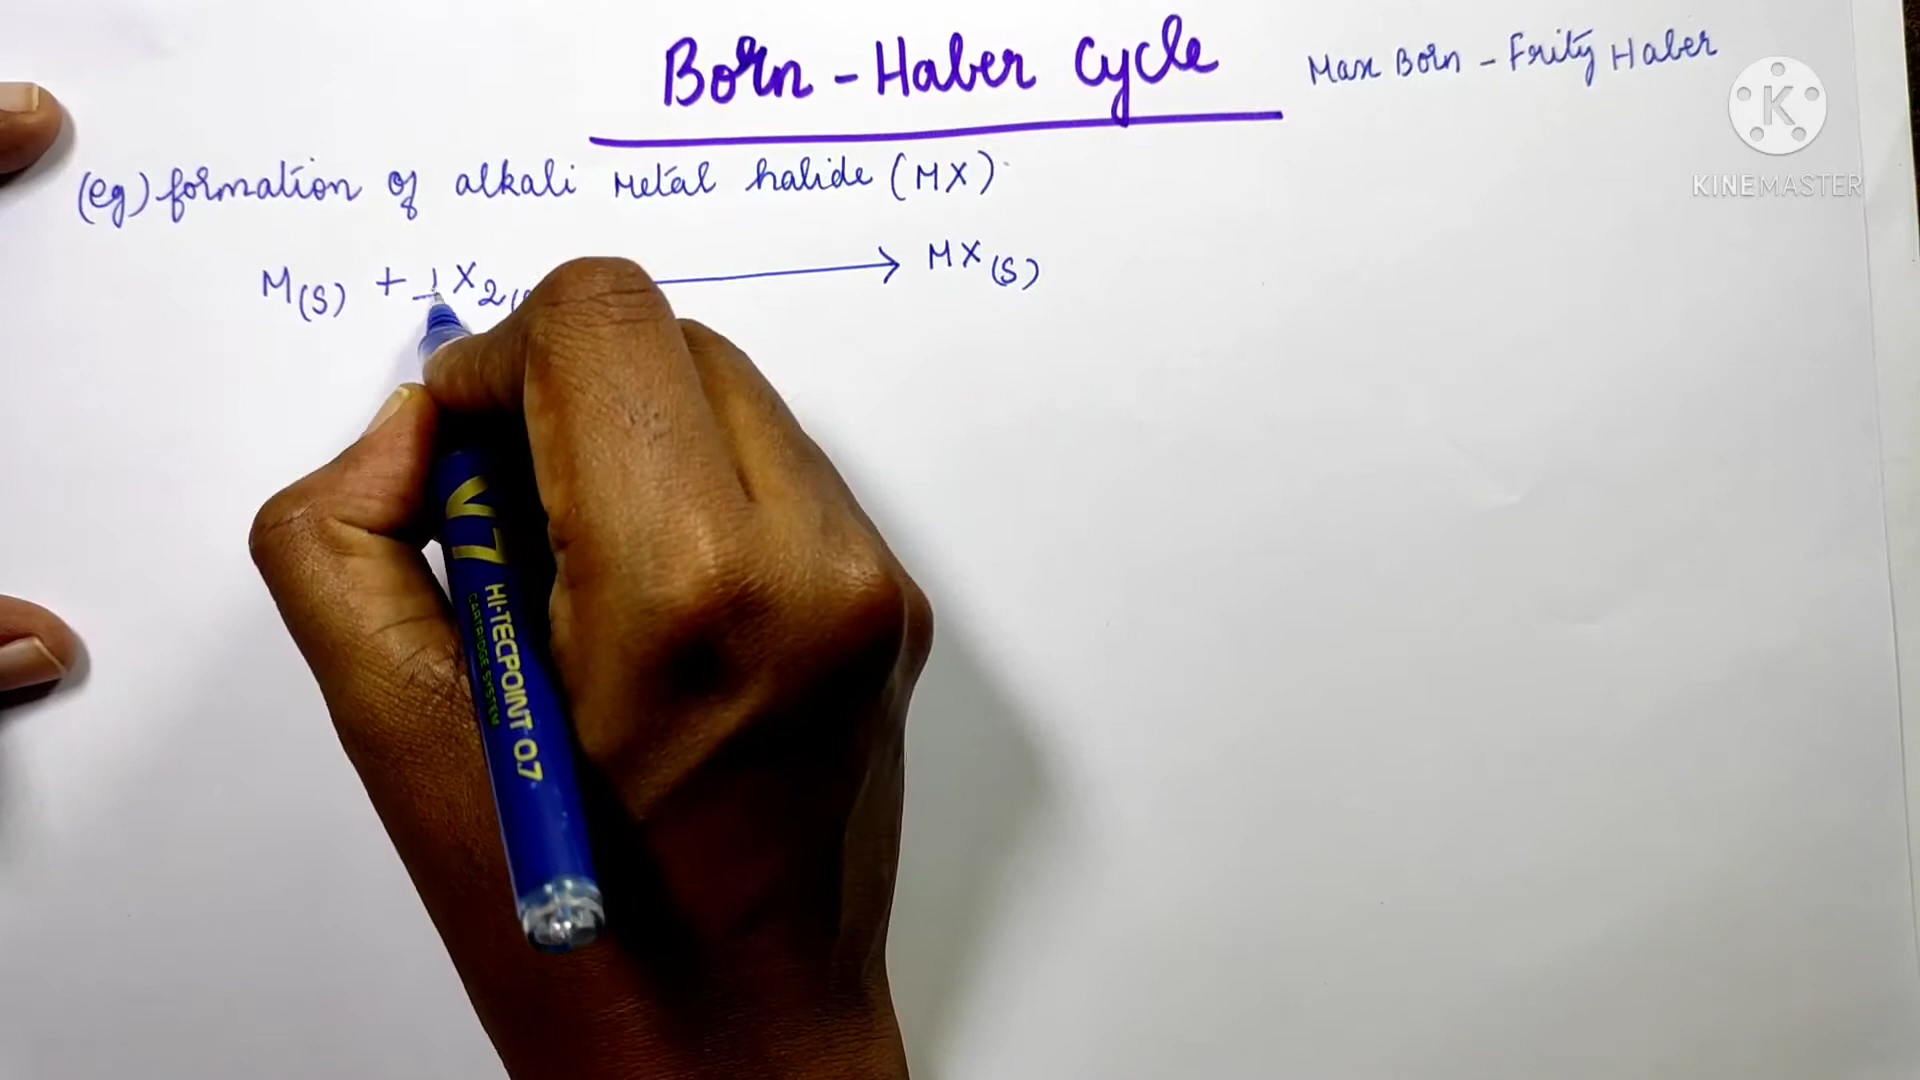 Born - Haber Cycle
Max Born - Fritz Haber
KINEMASTER
(eg) formation of alkali Metal halide (MX)
M(s) + 1 X2( → MX(s)
V7 HI-TECPOINT 0.7
CARTRIDGE SYSTEM